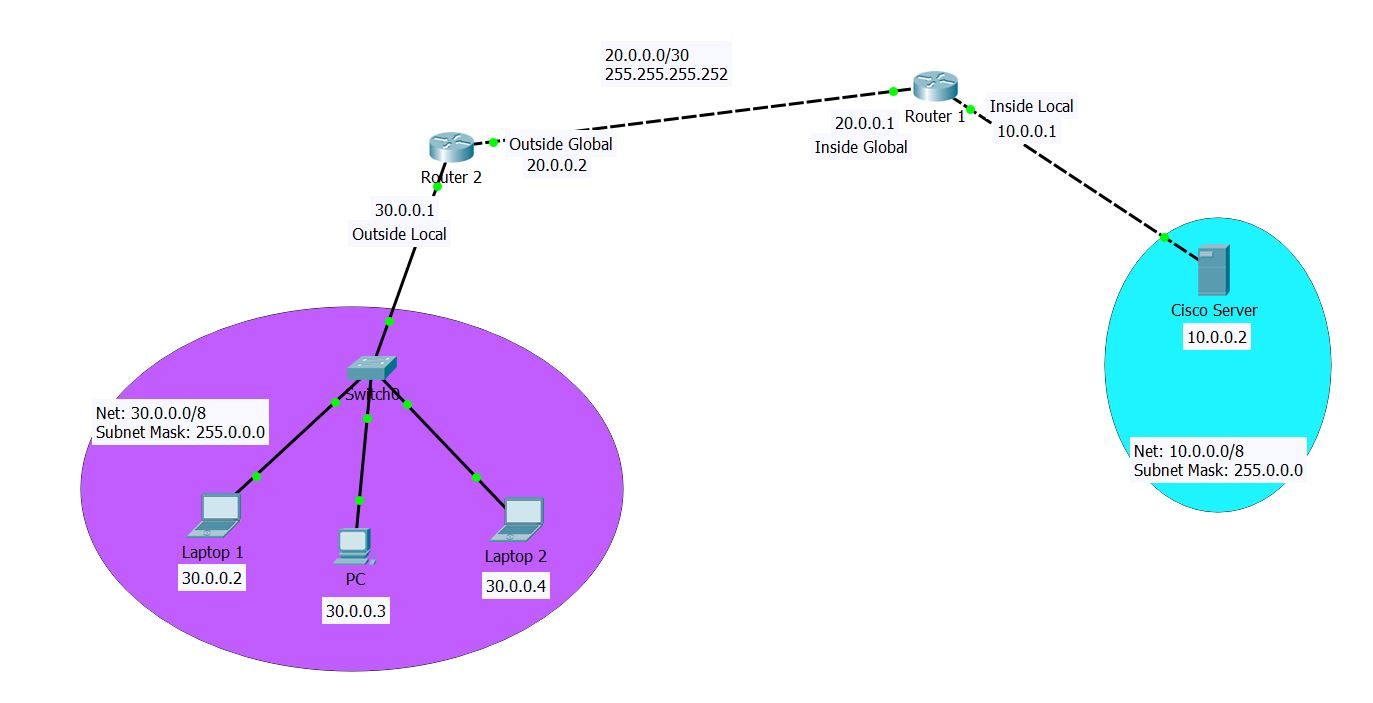 20.0.0.0/30
255.255.255.252
Router 1
Inside Local
10.0.0.1
20.0.0.1
Inside Global
Outside Global
20.0.0.2
Router 2
30.0.0.1
Outside Local
Cisco Server
10.0.0.2
Switch0
Net: 30.0.0.0/8
Subnet Mask: 255.0.0.0
Net: 10.0.0.0/8
Subnet Mask: 255.0.0.0
Laptop 1
30.0.0.2
PC
30.0.0.3
Laptop 2
30.0.0.4